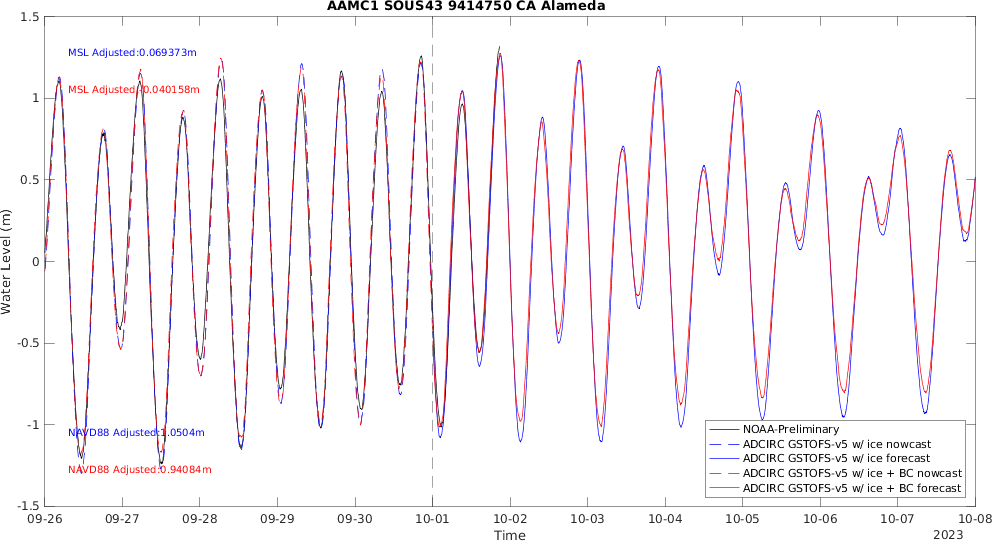 AAMC1 SOUS43 9414750 CA Alameda
1.5
1
0.5
0
-0.5
-1
-1.5
Water Level (m)
MSL Adjusted:0.069373m
MSL Adjusted:-0.040158m
NAVD88 Adjusted:1.0504m
NAVD88 Adjusted:0.94084m
NOAA-Preliminary
ADCIRC GSTOFS-v5 w/ ice nowcast
ADCIRC GSTOFS-v5 w/ ice forecast
ADCIRC GSTOFS-v5 w/ ice + BC nowcast
ADCIRC GSTOFS-v5 w/ ice + BC forecast
09-26 09-27 09-28 09-29 09-30 10-01 10-02 10-03 10-04 10-05 10-06 10-07 10-08
Time
2023